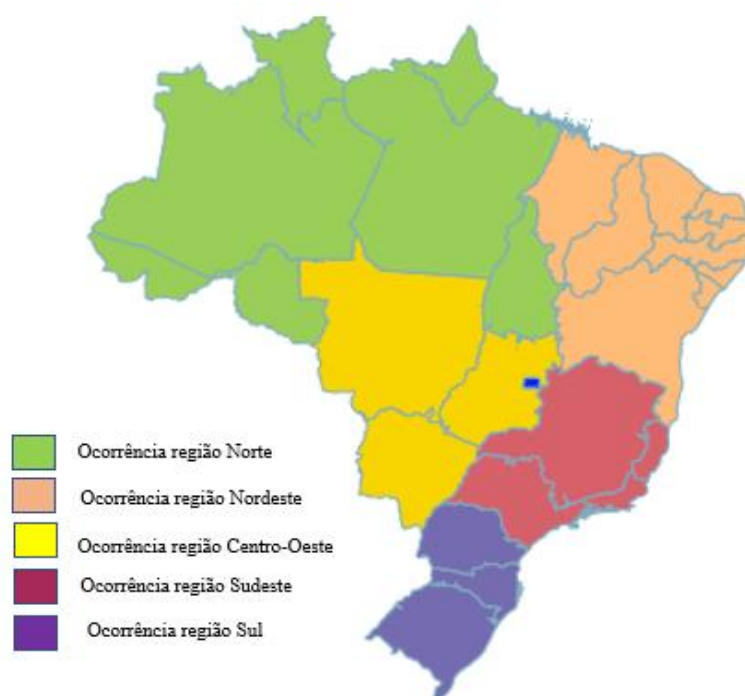 Ocorrência região Norte
Ocorrência região Nordeste
Ocorrência região Centro-Oeste
Ocorrência região Sudeste
Ocorrência região Sul